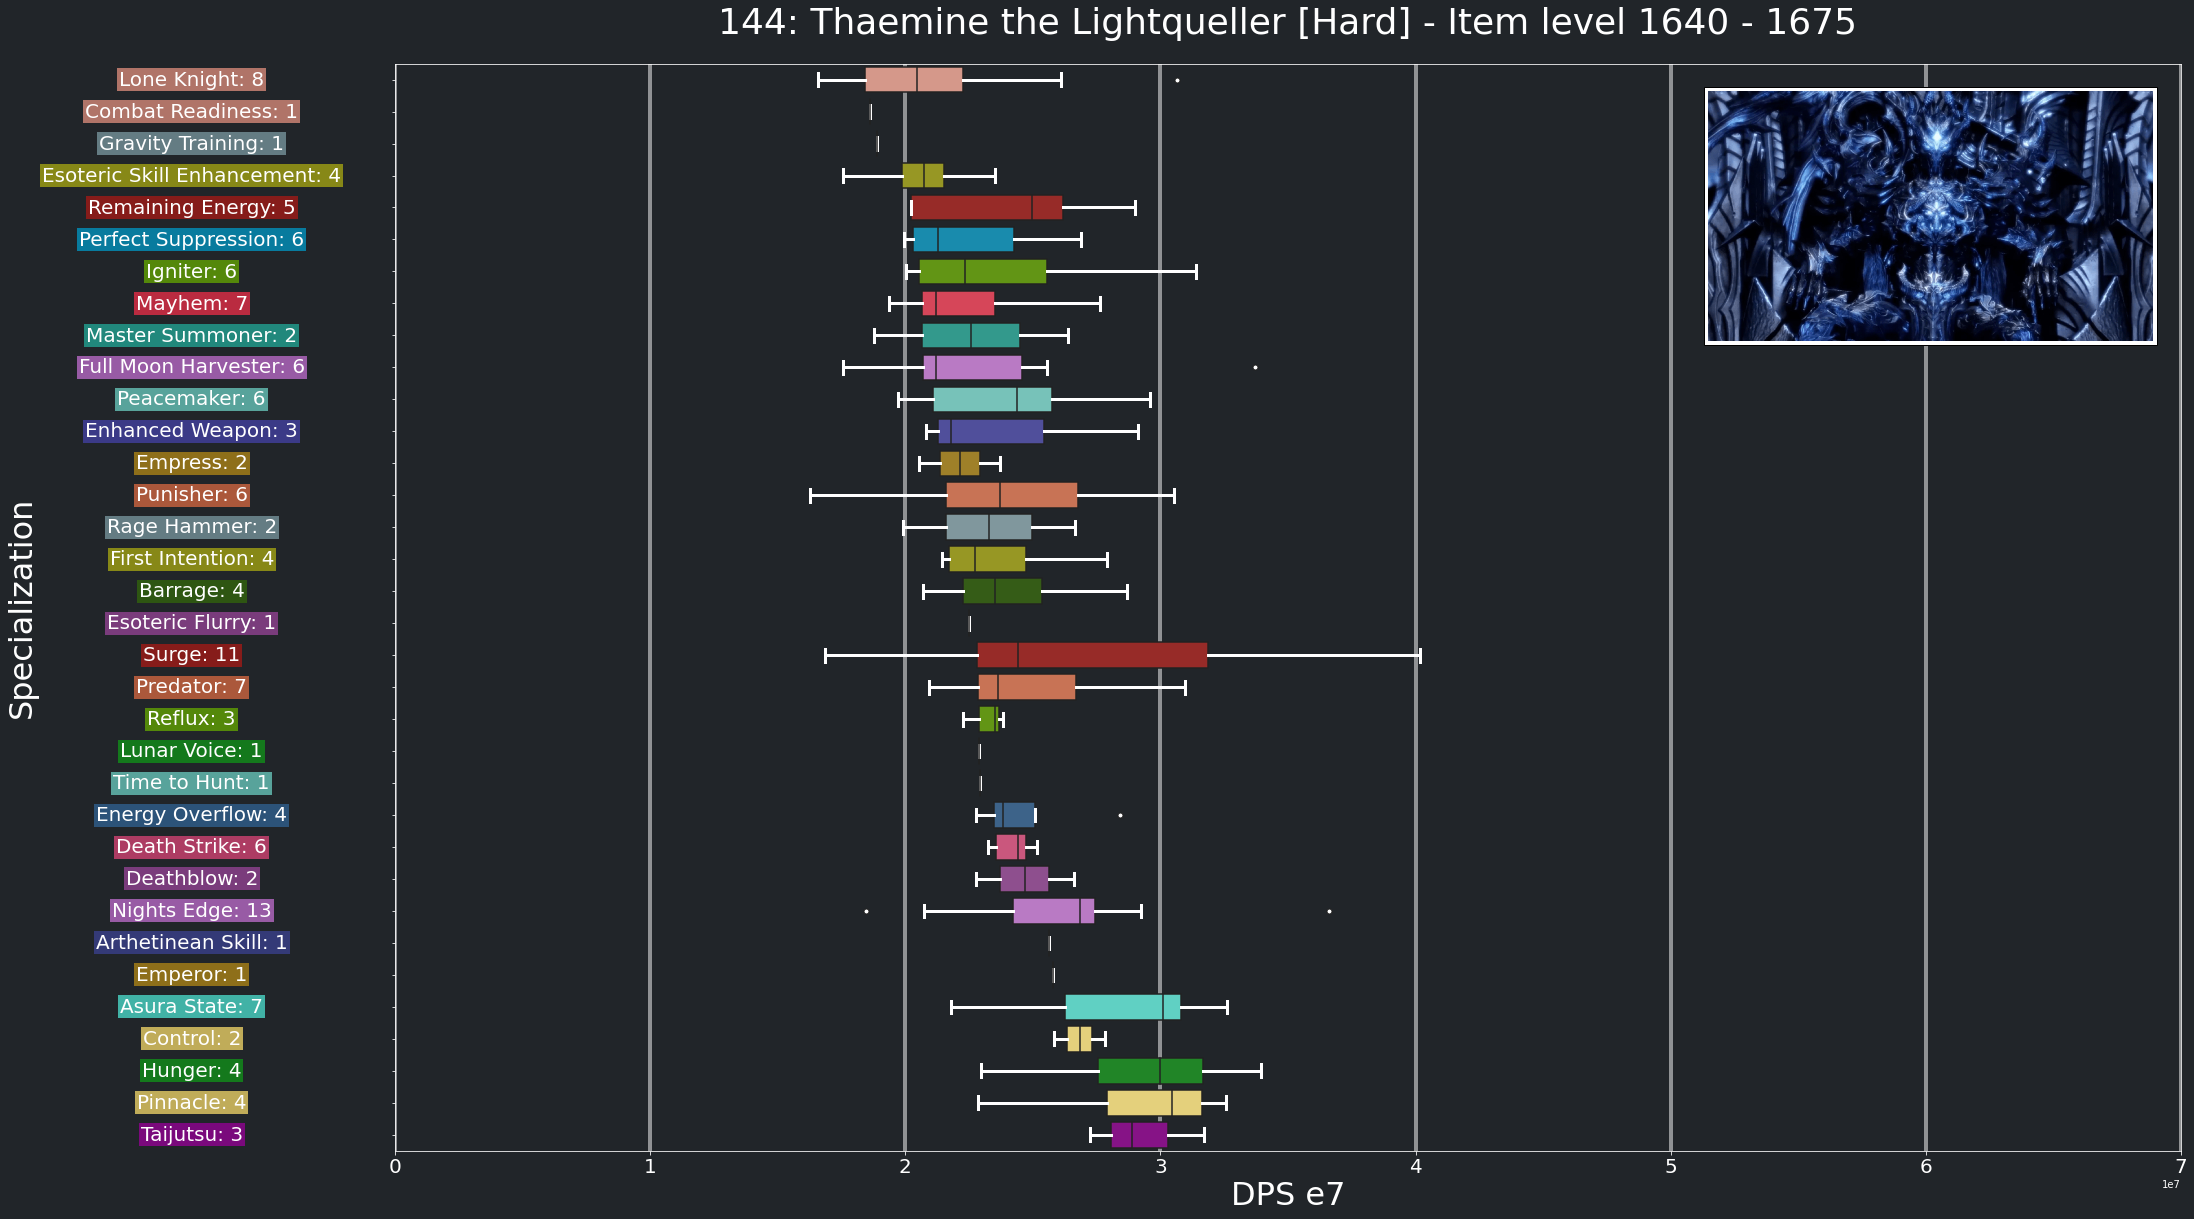 144: Thaemine the Lightqueller [Hard] - Item level 1640 - 1675
Specialization
Lone Knight: 8
Combat Readiness: 1
Gravity Training: 1
Esoteric Skill Enhancement: 4
Remaining Energy: 5
Perfect Suppression: 6
Igniter: 6
Mayhem: 7
Master Summoner: 2
Full Moon Harvester: 6
Peacemaker: 6
Enhanced Weapon: 3
Empress: 2
Punisher: 6
Rage Hammer: 2
First Intention: 4
Barrage: 4
Esoteric Flurry: 1
Surge: 11
Predator: 7
Reflux: 3
Lunar Voice: 1
Time to Hunt: 1
Energy Overflow: 4
Death Strike: 6
Deathblow: 2
Nights Edge: 13
Arthetinean Skill: 1
Emperor: 1
Asura State: 7
Control: 2
Hunger: 4
Pinnacle: 4
Taijutsu: 3
0 1 2 3 4 5 6 7
1e7
DPS e7